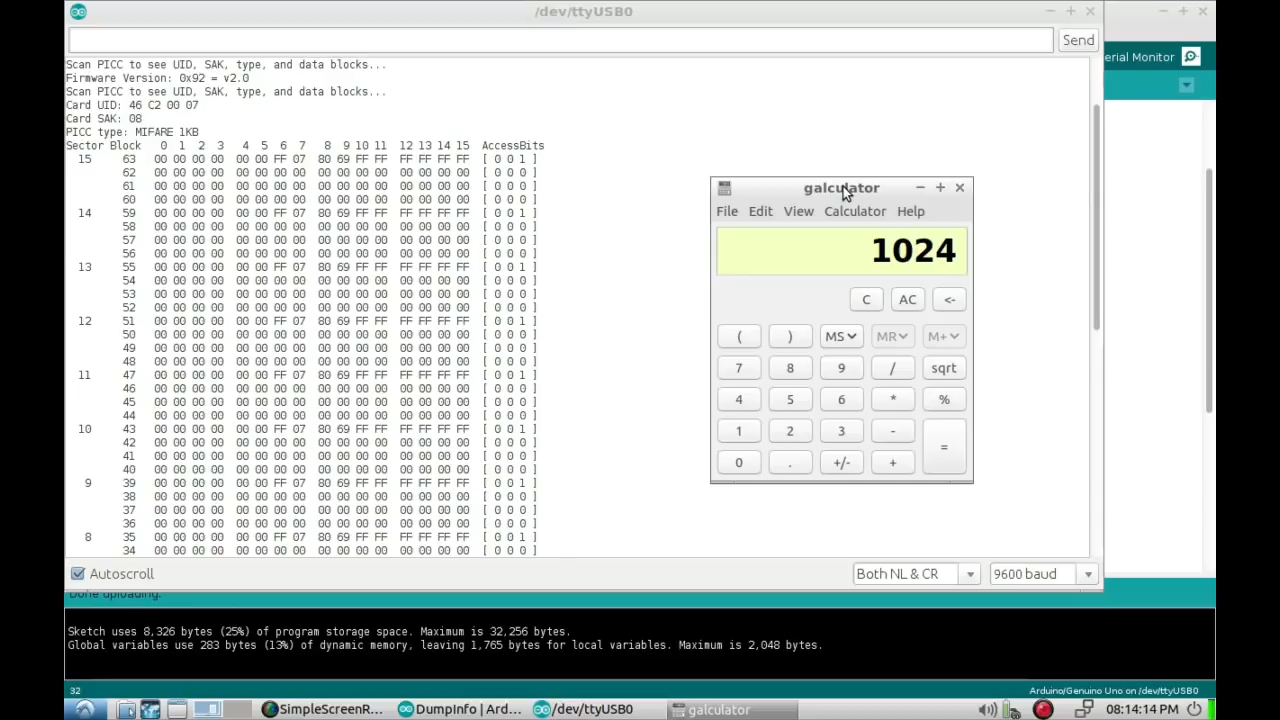 /dev/ttyUSB0
Send
erial Monitor
Scan PICC to see UID, SAK, type, and data blocks...
Firmware Version: 0x92 = v2.0
Scan PICC to see UID, SAK, type, and data blocks...
Card UID: 46 C2 00 07
Card SAK: 08
PICC type: MIFARE 1KB
Sector Block 0 1 2 3 4 5 6 7 8 9 10 11 12 13 14 15 AccessBits
15 63 00 00 00 00 00 00 FF 07 80 69 FF FF FF FF FF FF [ 0 0 1 ]
62 00 00 00 00 00 00 00 00 00 00 00 00 00 00 00 00 [ 0 0 0 ]
61 00 00 00 00 00 00 00 00 00 00 00 00 00 00 00 00 [ 0 0 0 ]
60 00 00 00 00 00 00 00 00 00 00 00 00 00 00 00 00 [ 0 0 0 ]
14 59 00 00 00 00 00 00 FF 07 80 69 FF FF FF FF FF FF [ 0 0 1 ]
58 00 00 00 00 00 00 00 00 00 00 00 00 00 00 00 00 [ 0 0 0 ]
57 00 00 00 00 00 00 00 00 00 00 00 00 00 00 00 00 [ 0 0 0 ]
56 00 00 00 00 00 00 00 00 00 00 00 00 00 00 00 00 [ 0 0 0 ]
13 55 00 00 00 00 00 00 FF 07 80 69 FF FF FF FF FF FF [ 0 0 1 ]
54 00 00 00 00 00 00 00 00 00 00 00 00 00 00 00 00 [ 0 0 0 ]
53 00 00 00 00 00 00 00 00 00 00 00 00 00 00 00 00 [ 0 0 0 ]
52 00 00 00 00 00 00 00 00 00 00 00 00 00 00 00 00 [ 0 0 0 ]
12 51 00 00 00 00 00 00 FF 07 80 69 FF FF FF FF FF FF [ 0 0 1 ]
50 00 00 00 00 00 00 00 00 00 00 00 00 00 00 00 00 [ 0 0 0 ]
49 00 00 00 00 00 00 00 00 00 00 00 00 00 00 00 00 [ 0 0 0 ]
48 00 00 00 00 00 00 00 00 00 00 00 00 00 00 00 00 [ 0 0 0 ]
11 47 00 00 00 00 00 00 FF 07 80 69 FF FF FF FF FF FF [ 0 0 1 ]
46 00 00 00 00 00 00 00 00 00 00 00 00 00 00 00 00 [ 0 0 0 ]
45 00 00 00 00 00 00 00 00 00 00 00 00 00 00 00 00 [ 0 0 0 ]
44 00 00 00 00 00 00 00 00 00 00 00 00 00 00 00 00 [ 0 0 0 ]
10 43 00 00 00 00 00 00 FF 07 80 69 FF FF FF FF FF FF [ 0 0 1 ]
42 00 00 00 00 00 00 00 00 00 00 00 00 00 00 00 00 [ 0 0 0 ]
41 00 00 00 00 00 00 00 00 00 00 00 00 00 00 00 00 [ 0 0 0 ]
40 00 00 00 00 00 00 00 00 00 00 00 00 00 00 00 00 [ 0 0 0 ]
9 39 00 00 00 00 00 00 FF 07 80 69 FF FF FF FF FF FF [ 0 0 1 ]
38 00 00 00 00 00 00 00 00 00 00 00 00 00 00 00 00 [ 0 0 0 ]
37 00 00 00 00 00 00 00 00 00 00 00 00 00 00 00 00 [ 0 0 0 ]
36 00 00 00 00 00 00 00 00 00 00 00 00 00 00 00 00 [ 0 0 0 ]
8 35 00 00 00 00 00 00 FF 07 80 69 FF FF FF FF FF FF [ 0 0 1 ]
34 00 00 00 00 00 00 00 00 00 00 00 00 00 00 00 00 [ 0 0 0 ]
galculator
File Edit View Calculator Help
1024
C AC <-
( ) MS MR M+
7 8 9 / sqrt
4 5 6 * %
1 2 3 - =
0 . +/- +
Autoscroll
Both NL & CR
9600 baud
Done uploading.
Sketch uses 8,326 bytes (25%) of program storage space. Maximum is 32,256 bytes.
Global variables use 283 bytes (13%) of dynamic memory, leaving 1,765 bytes for local variables. Maximum is 2,048 bytes.
32
Arduino/Genuino Uno on /dev/ttyUSB0
SimpleScreenR...
DumpInfo | Ard...
/dev/ttyUSB0
galculator
08:14:14 PM